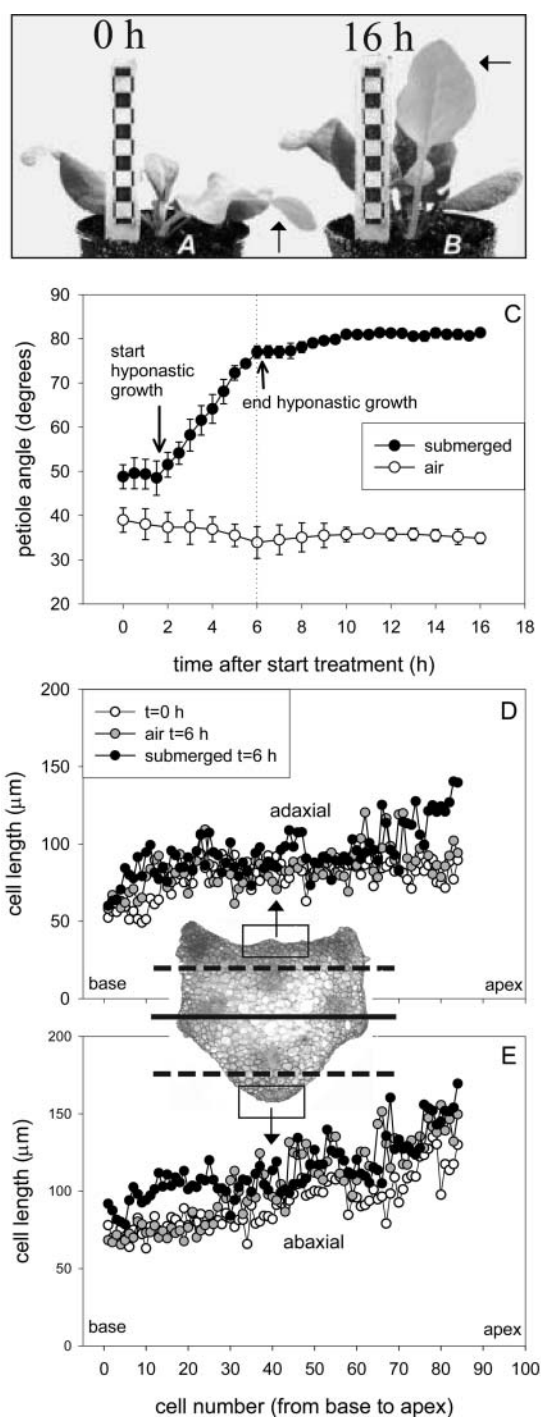 0 h 16 h
A B
C
90
80
70
60
50
40
30
20
petiole angle (degrees)
start
hyponastic
growth
end hyponastic growth
submerged
air
0 2 4 6 8 10 12 14 16 18
time after start treatment (h)
D
200
150
100
50
0
cell length (μm)
t=0 h
air t=6 h
submerged t=6 h
adaxial
base apex
E
200
150
100
50
0
cell length (μm)
abaxial
base apex
0 10 20 30 40 50 60 70 80 90 100
cell number (from base to apex)